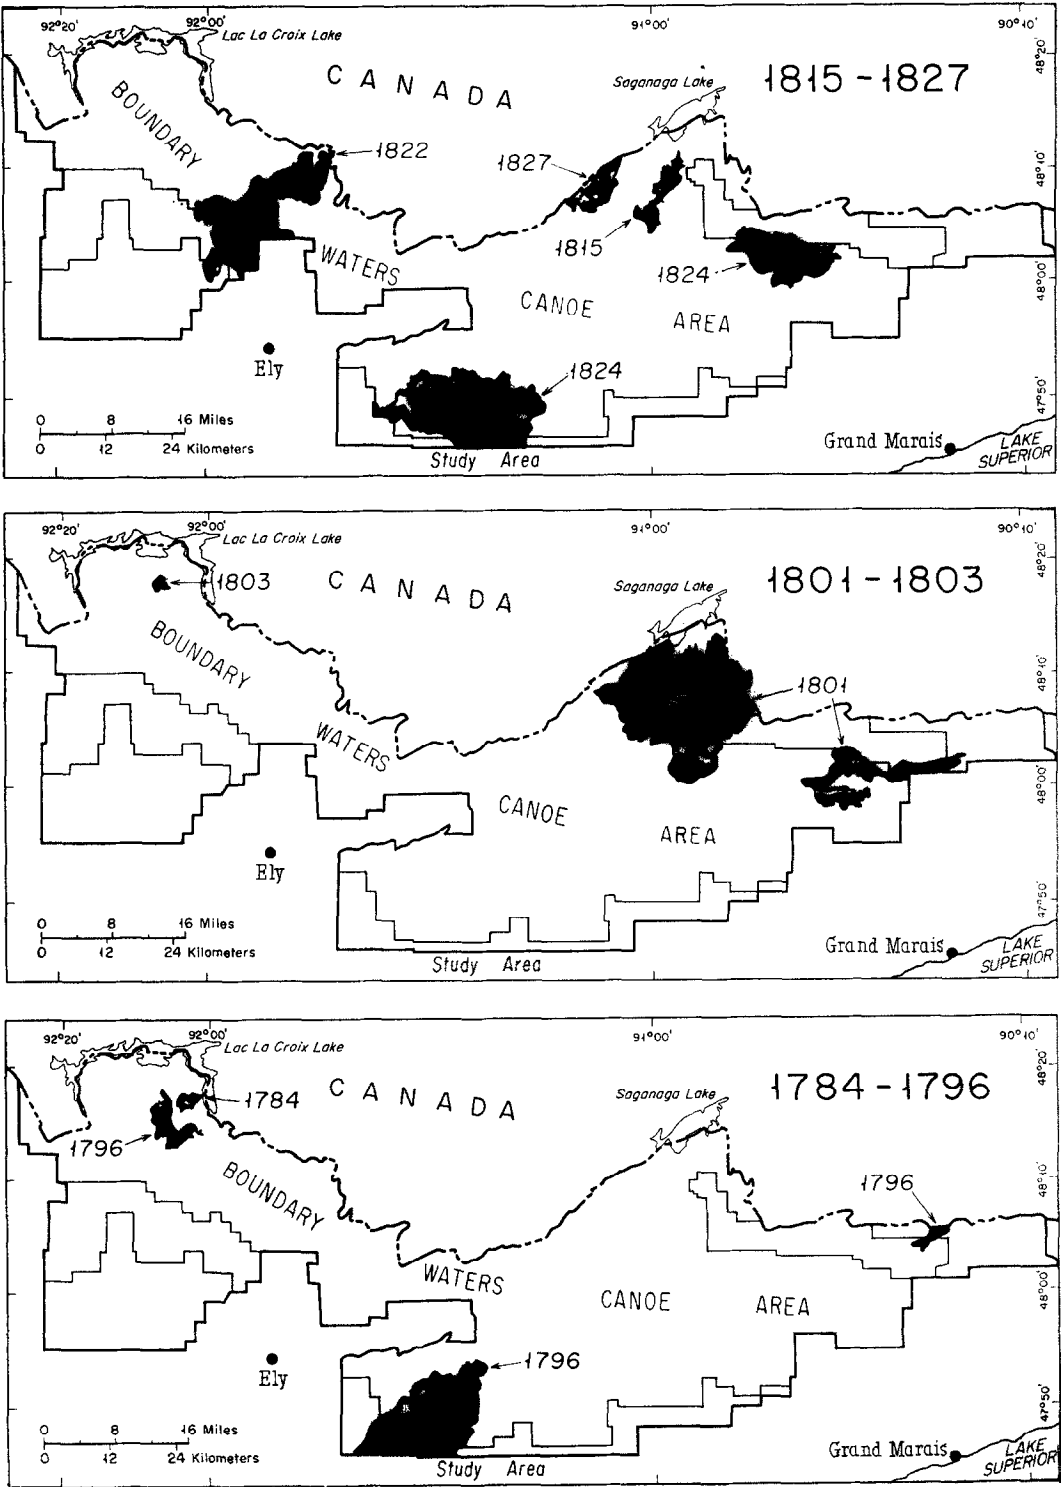 92°20' 92°00' 91°00' 90°10'
Lac La Croix Lake
48°20'
CANADA
Saganaga Lake
1815-1827
BOUNDARY
1822
1827
48°10'
1815
WATERS
1824
48°00'
CANOE AREA
Ely
1824
47°50'
0 8 16 Miles
0 12 24 Kilometers
Grand Marais
LAKE
SUPERIOR
Study Area
92°20' 92°00' 91°00' 90°10'
Lac La Croix Lake
48°20'
1803
CANADA
Saganaga Lake
1801-1803
BOUNDARY
48°10'
1801
WATERS
48°00'
CANOE AREA
Ely
47°50'
0 8 16 Miles
0 12 24 Kilometers
Grand Marais
LAKE
SUPERIOR
Study Area
92°20' 92°00' 91°00' 90°10'
Lac La Croix Lake
48°20'
1784
CANADA
Saganaga Lake
1784-1796
1796
BOUNDARY
1796
48°10'
WATERS
CANOE AREA
48°00'
1796
Ely
47°50'
0 8 16 Miles
0 12 24 Kilometers
Grand Marais
LAKE
SUPERIOR
Study Area